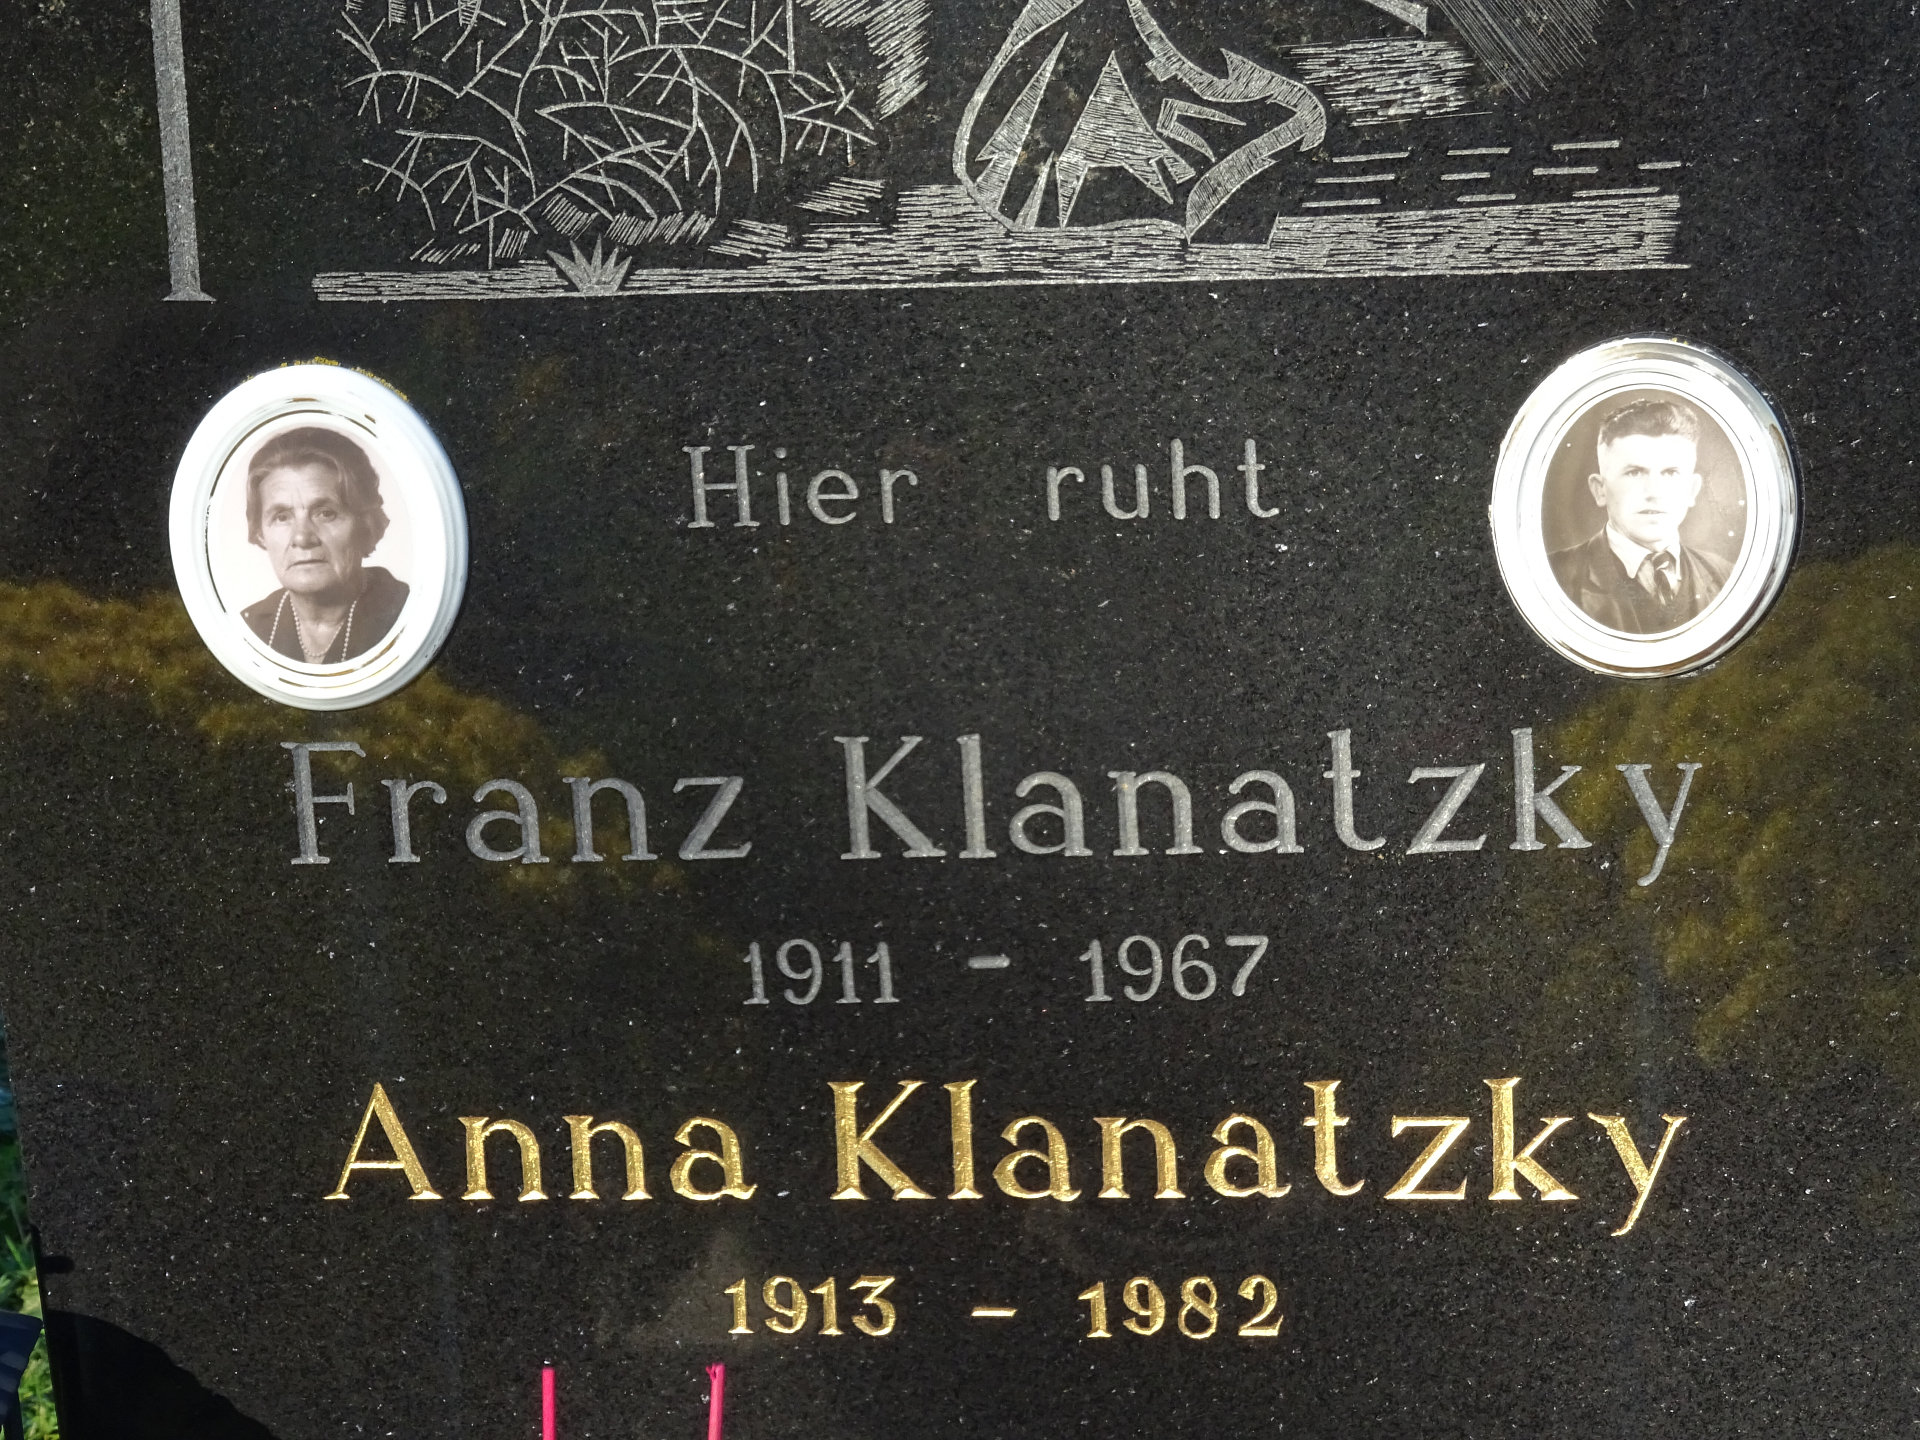 Hier ruht
Franz Klanatzky
1911 - 1967
Anna Klanatzky
1913 - 1982